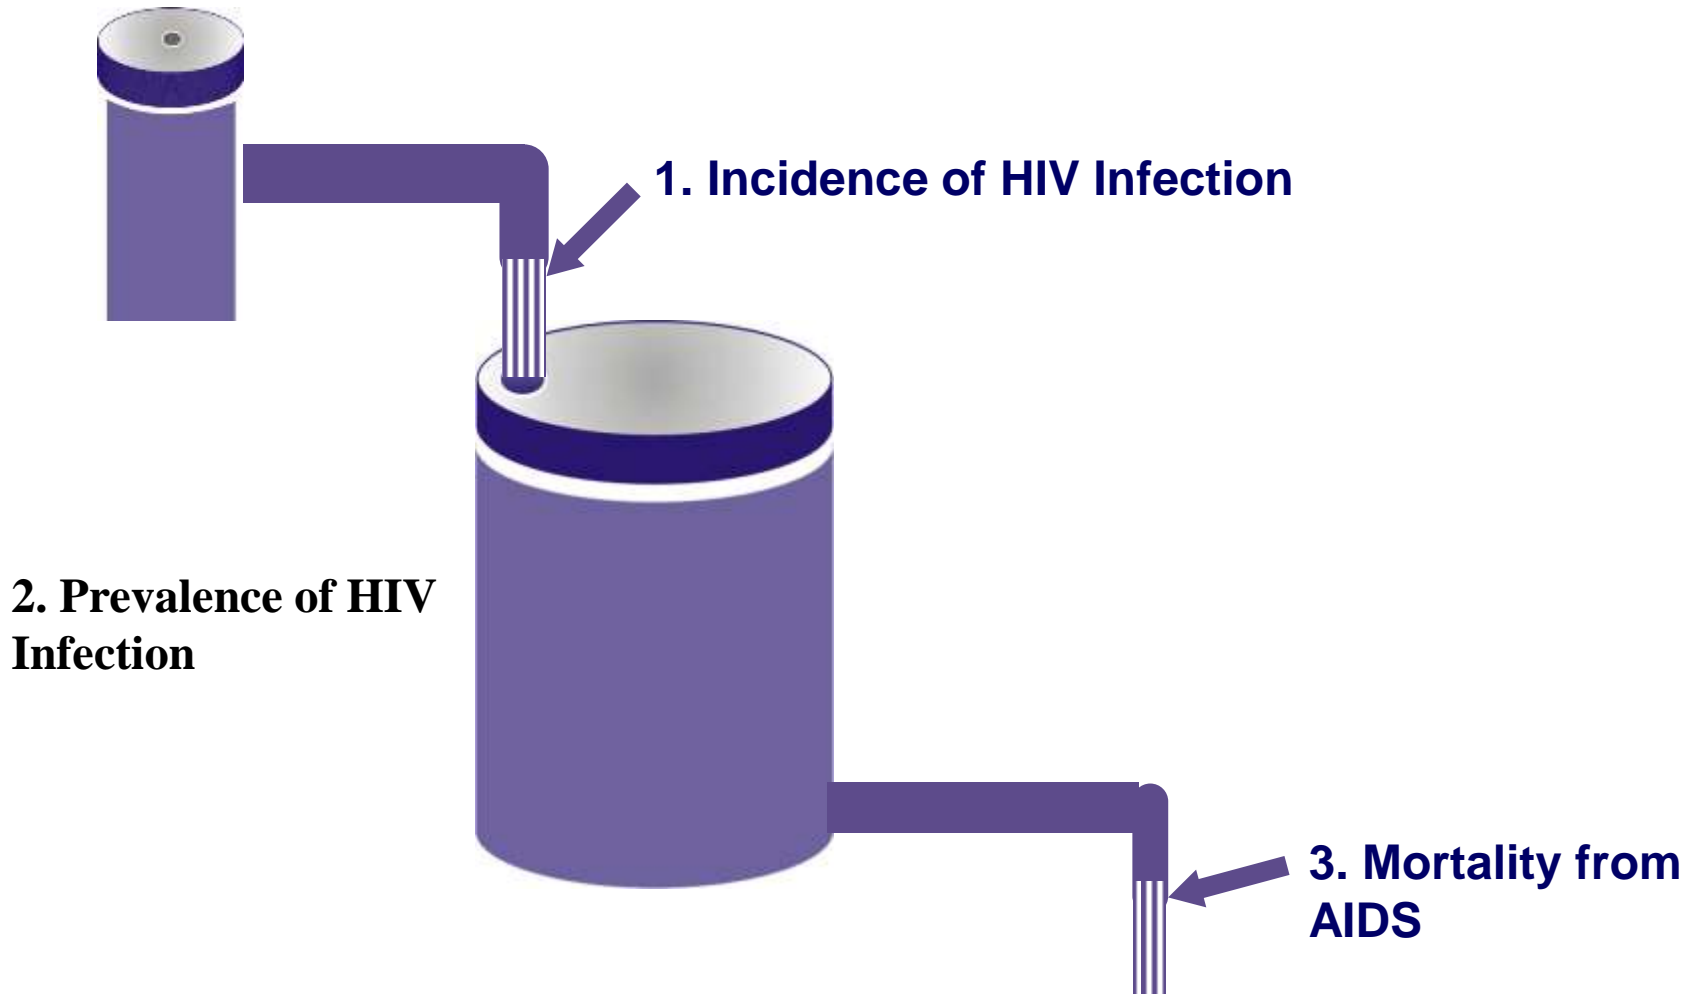 1. Incidence of HIV Infection
2. Prevalence of HIV
Infection
3. Mortality from
AIDS